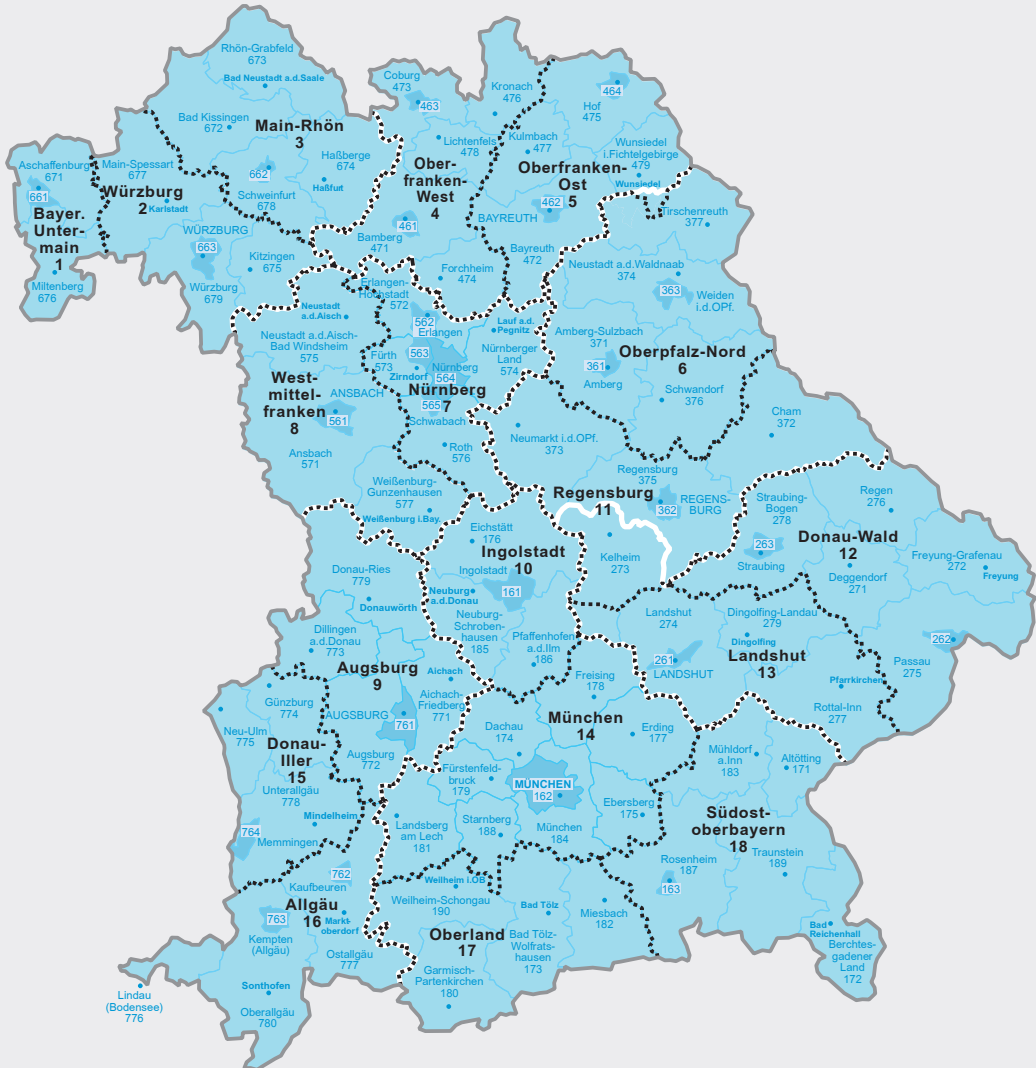 Rhön-Grabfeld
673
Bad Neustadt a.d.Saale
Coburg
473
463
Kronach
476
464
Hof
475
Bad Kissingen
672
Main-Rhön
3
Lichtenfels
478
Kulmbach
477
Wunsiedel
i.Fichtelgebirge
479
Wunsiedel
Aschaffenburg
671
661
Main-Spessart
677
Würzburg
2
Karlstadt
662
Haßberge
674
Haßfurt
Schweinfurt
678
Ober-
franken-
West
4
Oberfranken-
Ost
5
462
BAYREUTH
Bayer.
Unter-
main
1
Miltenberg
676
WÜRZBURG
663
Kitzingen
675
Würzburg
679
461
Bamberg
471
Forchheim
474
Bayreuth
472
Tirschenreuth
377
Neustadt a.d.Waldnaab
374
363
Weiden
i.d.OPf.
Erlangen-
Höchstadt
572
Neustadt
a.d.Aisch
Neustadt a.d.Aisch-
Bad Windsheim
575
562
Erlangen
Lauf a.d.
Pegnitz
563
Fürth
573
Zirndorf
Nürnberg
564
Nürnberger
Land
574
Amberg-Sulzbach
371
361
Amberg
Oberpfalz-Nord
6
Schwandorf
376
West-
mittel-
franken
8
ANSBACH
561
Ansbach
571
Nürnberg
7
565
Schwabach
Roth
576
Neumarkt i.d.OPf.
373
Cham
372
Weißenburg-
Gunzenhausen
577
Weißenburg i.Bay.
Regensburg
375
Regensburg
11
362
REGENS-
BURG
Straubing-
Bogen
278
Regen
276
263
Straubing
Donau-Wald
12
Deggendorf
271
Freyung-Grafenau
272
Freyung
Eichstätt
176
Ingolstadt
10
Ingolstadt
161
Kelheim
273
Donau-Ries
779
Donauwörth
Neuburg
a.d.Donau
Neuburg-
Schroben-
hausen
185
Pfaffenhofen
a.d.Ilm
186
Landshut
274
Dingolfing-Landau
279
Dingolfing
Landshut
13
262
Passau
275
Dillingen
a.d.Donau
773
Augsburg
9
Aichach
Aichach-
Friedberg
771
261
LANDSHUT
Pfarrkirchen
Rottal-Inn
277
Günzburg
774
Neu-Ulm
775
AUGSBURG
761
Augsburg
772
Freising
178
München
14
Erding
177
Dachau
174
Donau-
Iller
15
Unterallgäu
778
Mindelheim
764
Memmingen
Fürstenfeld-
bruck
179
MÜNCHEN
162
Mühldorf
a.Inn
183
Altötting
171
Landsberg
am Lech
181
Starnberg
188
München
184
Ebersberg
175
Südost-
oberbayern
18
Rosenheim
187
163
Traunstein
189
762
Kaufbeuren
Allgäu
16
763
Kempten
(Allgäu)
Markt-
oberdorf
Ostallgäu
777
Weilheim i.OB
Weilheim-Schongau
190
Oberland
17
Bad Tölz
Bad Tölz-
Wolfrats-
hausen
173
Miesbach
182
Bad
Reichenhall
Berchtes-
gadener
Land
172
Garmisch-
Partenkirchen
180
Lindau
(Bodensee)
776
Sonthofen
Oberallgäu
780